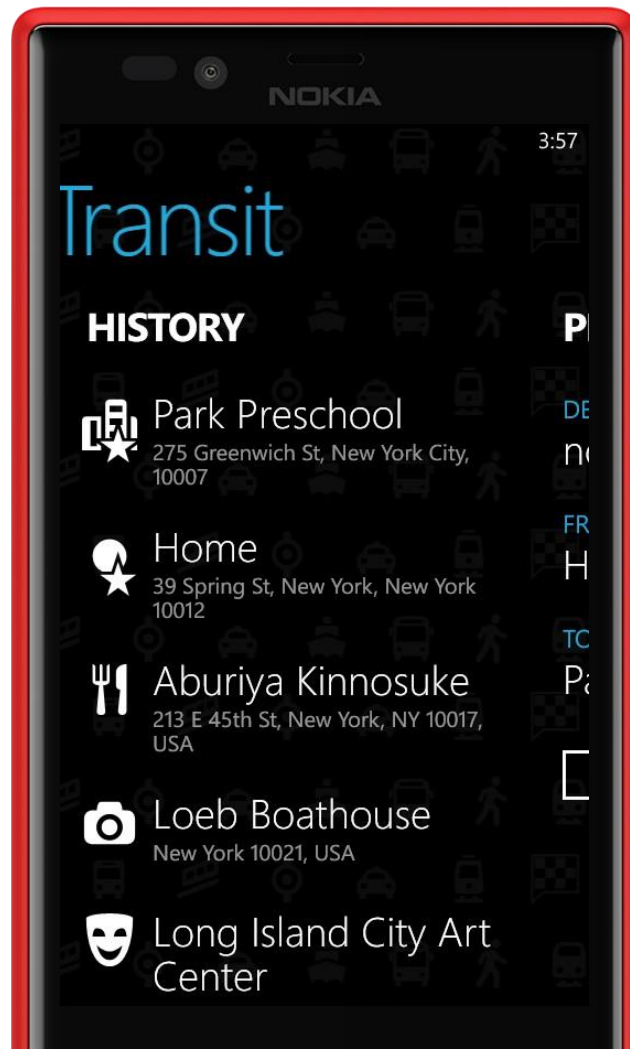 NOKIA
3:57
Transit
HISTORY
Park Preschool
275 Greenwich St, New York City,
10007
Home
39 Spring St, New York, New York
10012
Aburiya Kinnosuke
213 E 45th St, New York, NY 10017,
USA
Loeb Boathouse
New York 10021, USA
Long Island City Art
Center